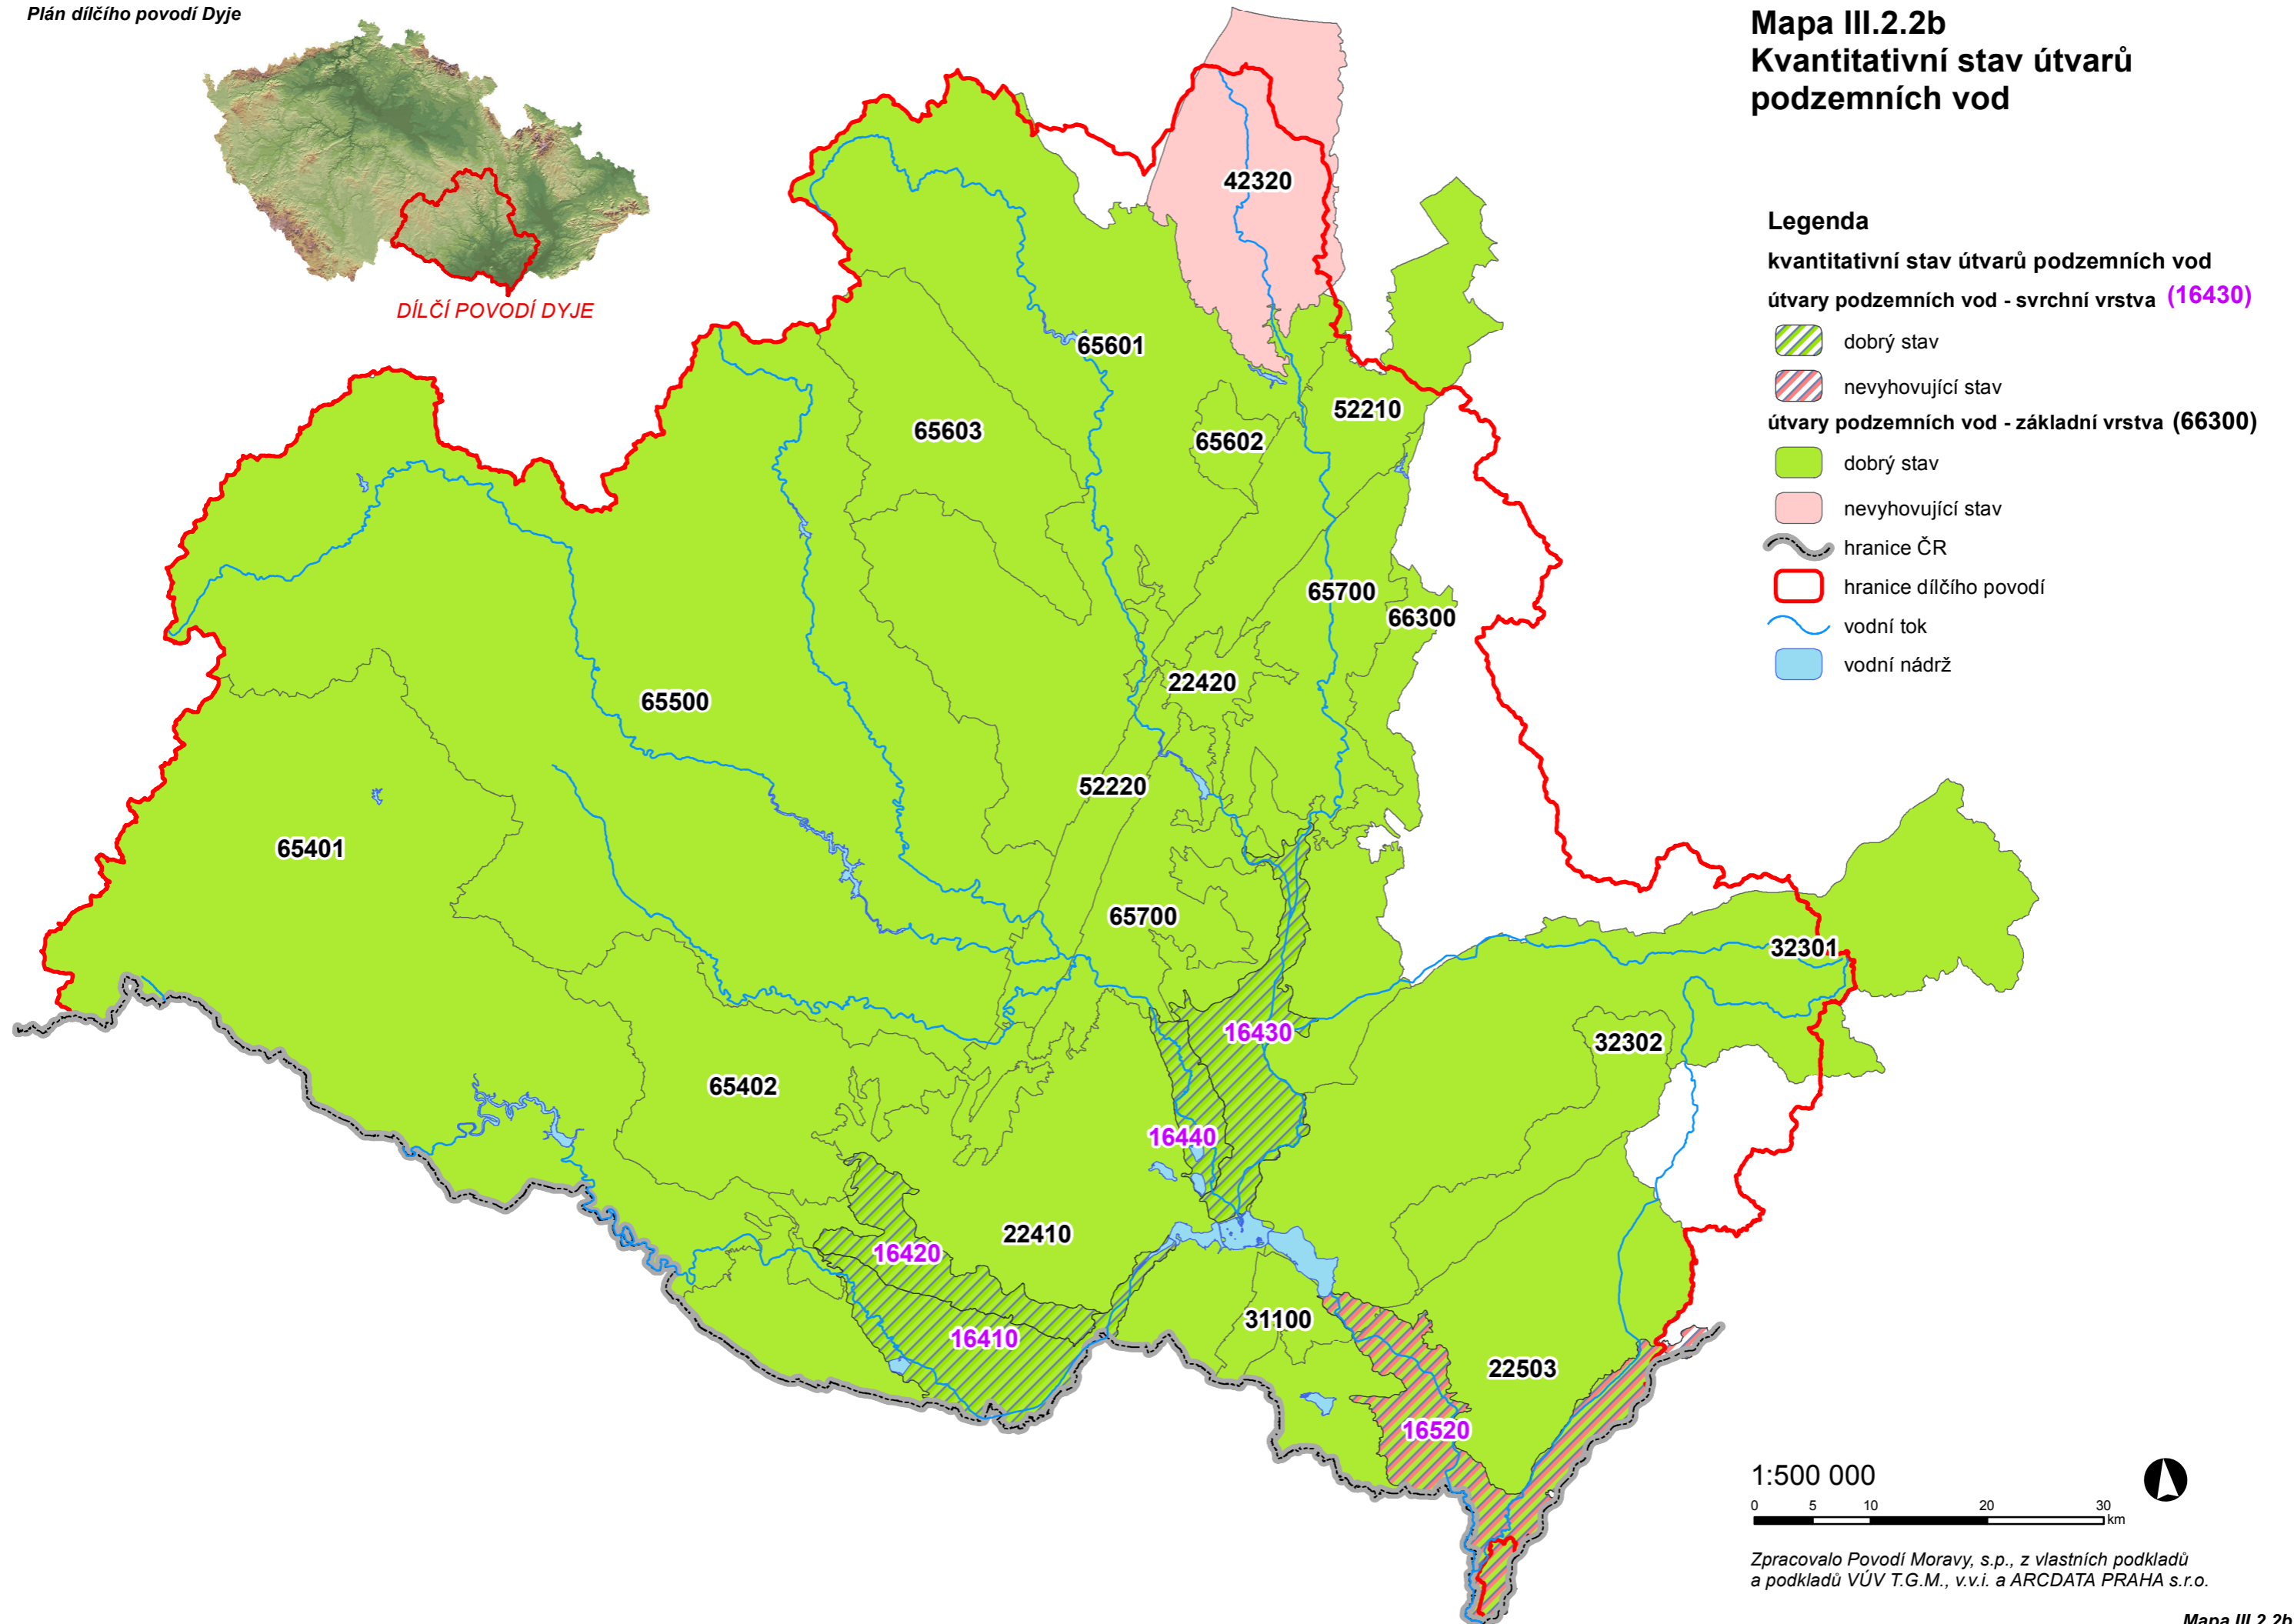 Plán dílčího povodí Dyje
DÍLČÍ POVODÍ DYJE
Mapa III.2.2b
Kvantitativní stav útvarů
podzemních vod
Legenda
kvantitativní stav útvarů podzemních vod
útvary podzemních vod - svrchní vrstva (16430)
dobrý stav
nevyhovující stav
útvary podzemních vod - základní vrstva (66300)
dobrý stav
nevyhovující stav
hranice ČR
hranice dílčího povodí
vodní tok
vodní nádrž
42320
65601
52210
65603
65602
65700
66300
22420
65500
52220
65401
65700
32301
16430
32302
65402
16440
22410
16420
31100
16410
22503
16520
1:500 000
0 5 10 20 30
km
Zpracovalo Povodí Moravy, s.p., z vlastních podkladů
a podkladů VÚV T.G.M., v.v.i. a ARCDATA PRAHA s.r.o.
Mapa III.2.2b